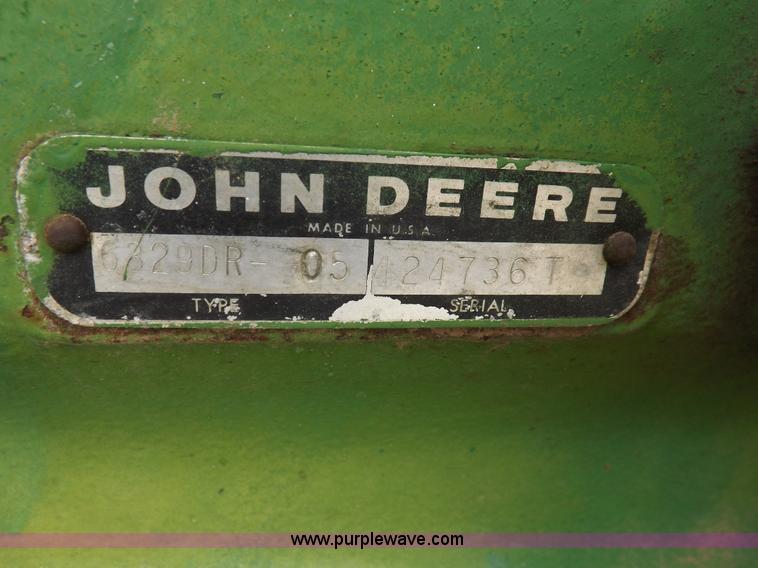 JOHN DEERE
MADE IN U.S.A.
6329DR- 05 424736T
TYPE SERIAL
www.purplewave.com